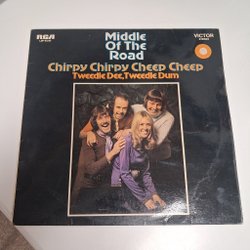 RCA
VICTOR
Middle
Of The
Road
Chirpy Chirpy Cheep Cheep
Tweedle Dee, Tweedle Dum